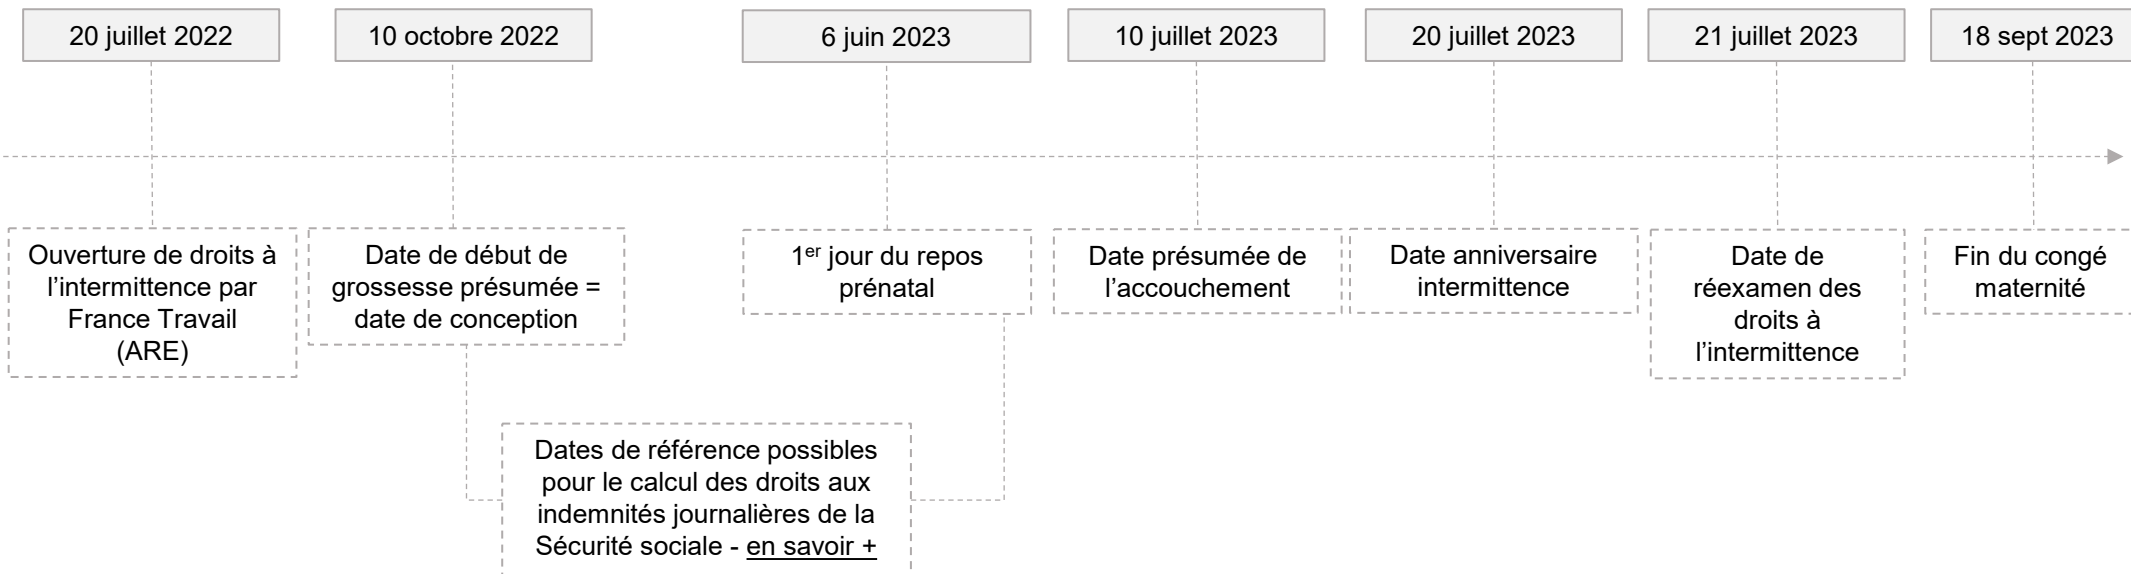 20 juillet 2022
10 octobre 2022
6 juin 2023
10 juillet 2023
20 juillet 2023
21 juillet 2023
18 sept 2023
Ouverture de droits à
l’intermittence par
France Travail
(ARE)
Date de début de
grossesse présumée =
date de conception
1er jour du repos
prénatal
Date présumée de
l’accouchement
Date anniversaire
intermittence
Date de
réexamen des
droits à
l’intermittence
Fin du congé
maternité
Dates de référence possibles
pour le calcul des droits aux
indemnités journalières de la
Sécurité sociale - en savoir +